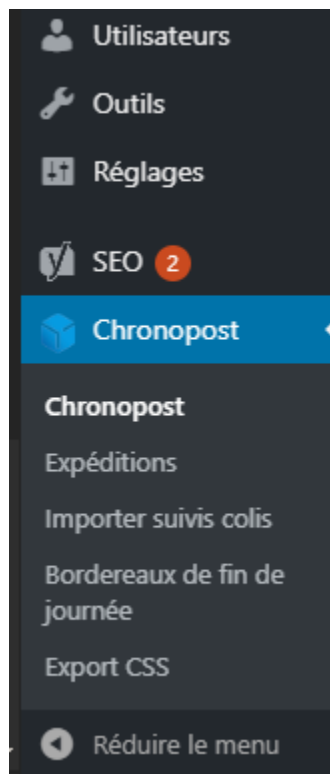 Utilisateurs
Outils
Réglages
SEO 2
Chronopost
Chronopost
Expéditions
Importer suivis colis
Bordereaux de fin de
journée
Export CSS
Réduire le menu